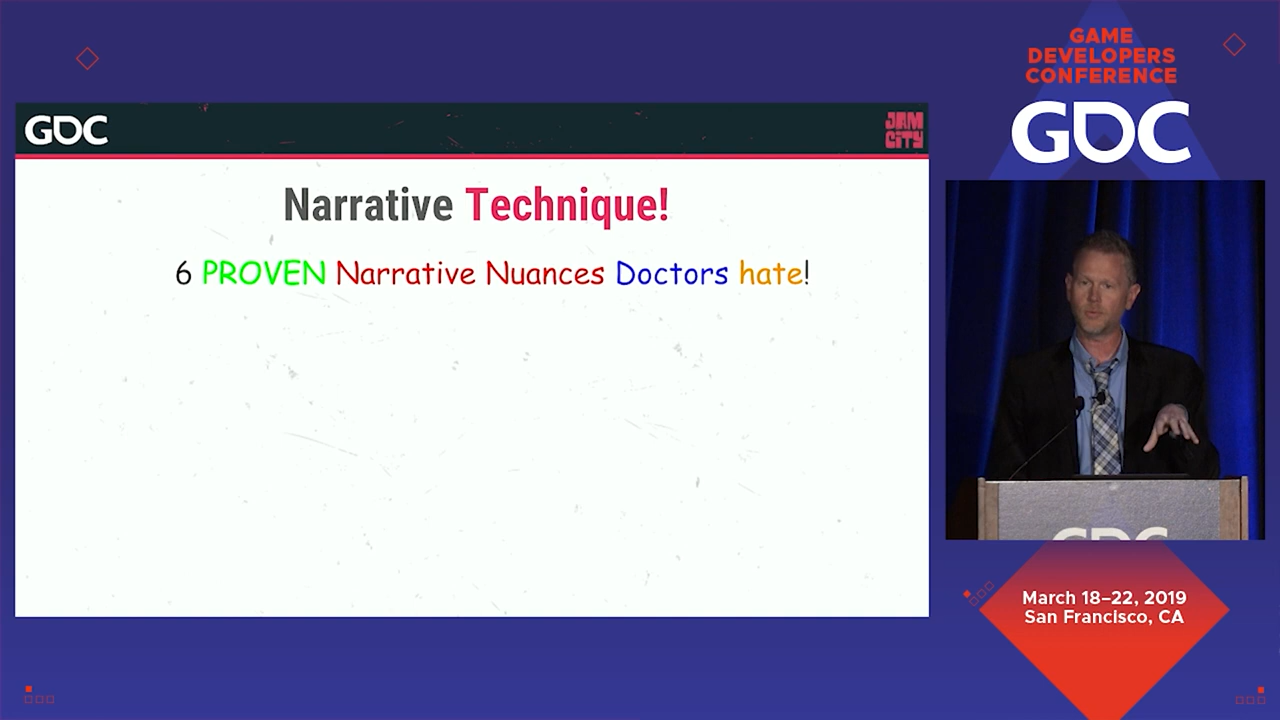 GAME
DEVELOPERS
CONFERENCE
GDC
GDC
JAM
CITY
Narrative Technique!
6 PROVEN Narrative Nuances Doctors hate!
GDC
March 18–22, 2019
San Francisco, CA